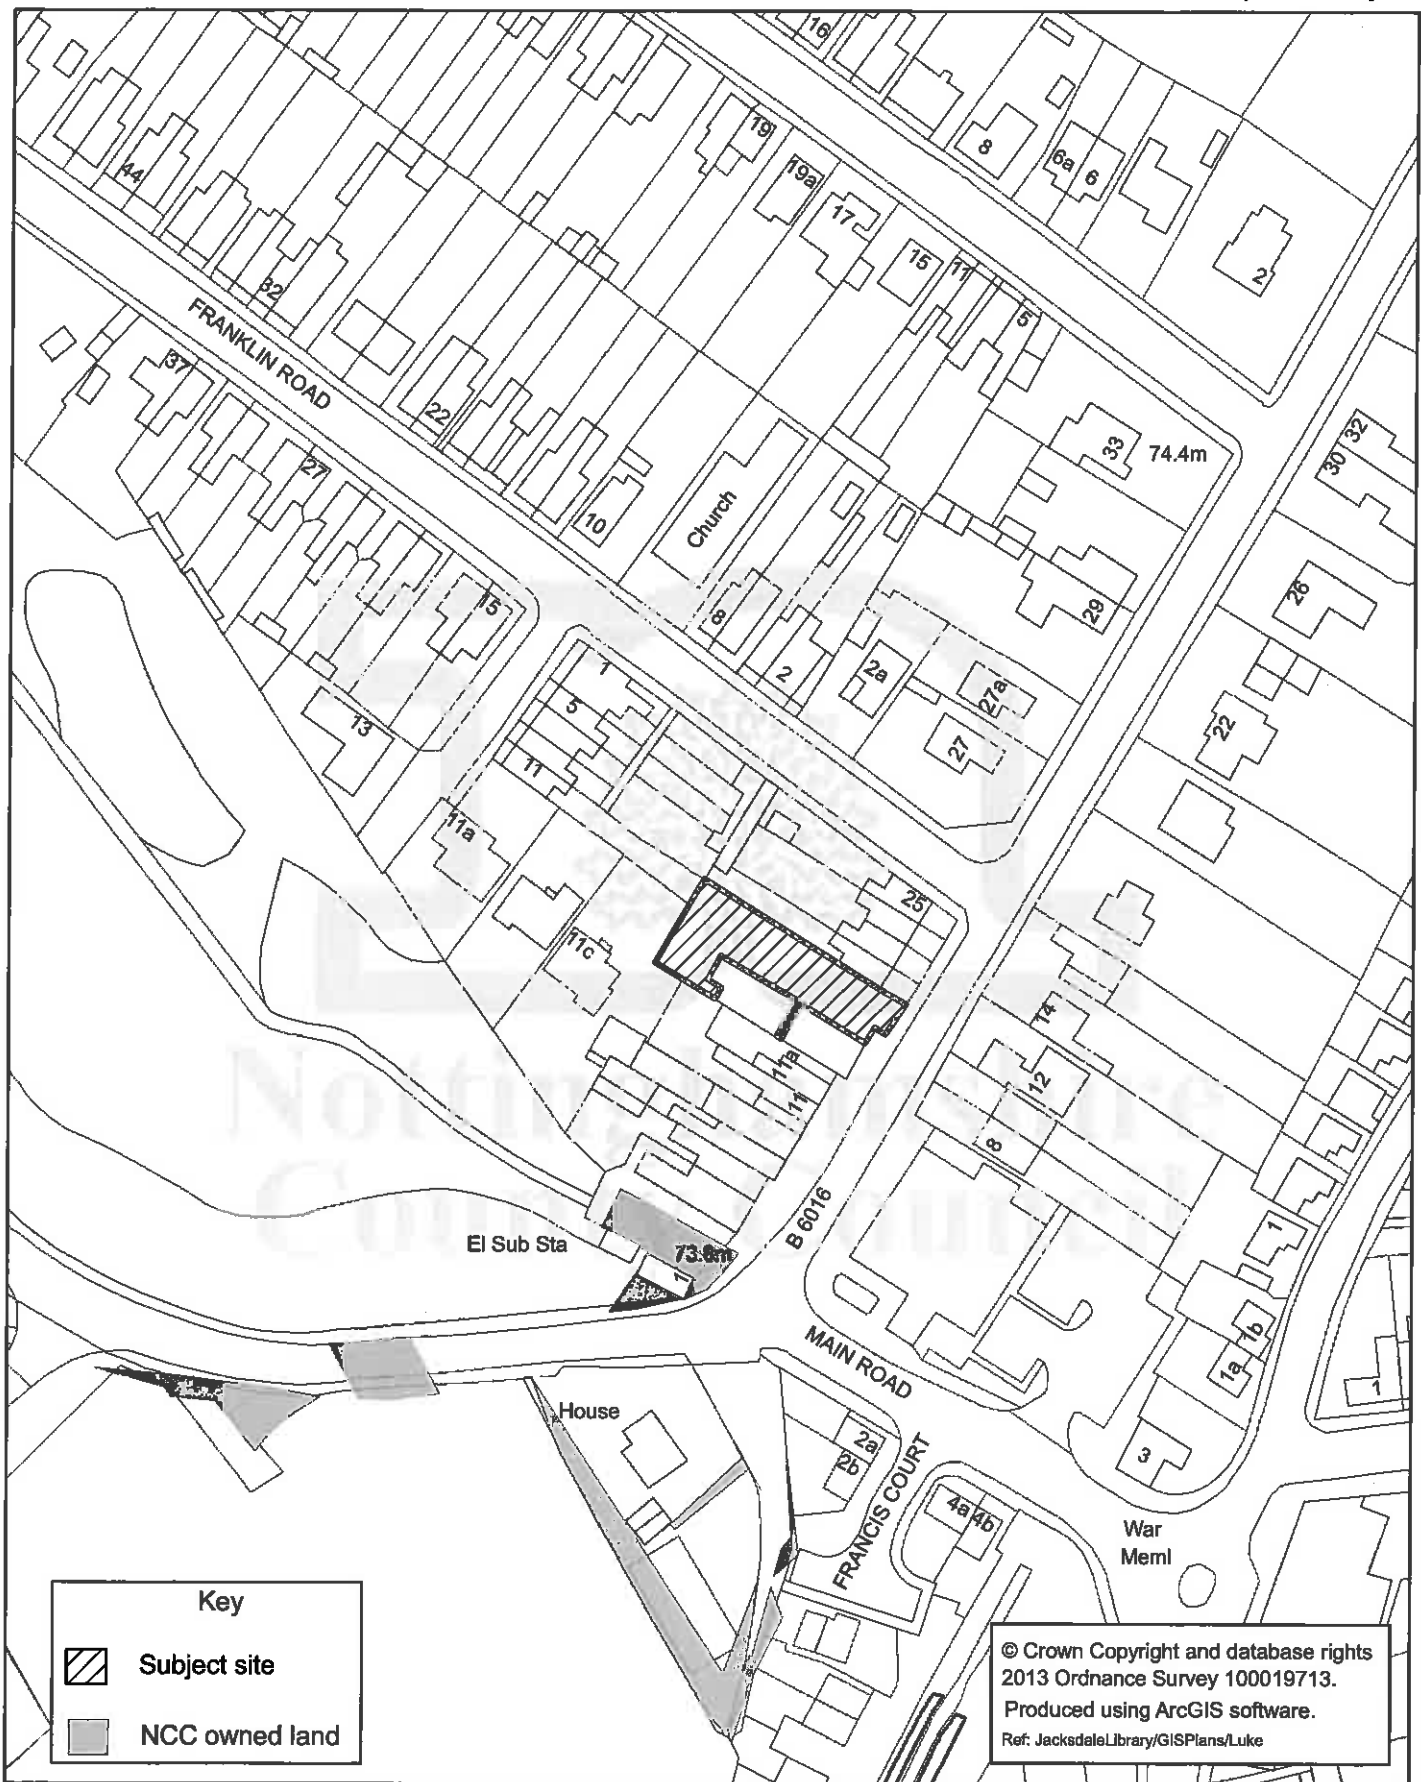 16
19
8
6a
6
19a
17
15
11
5
2
44
32
FRANKLIN ROAD
37
22
27
10
Church
33
74.4m
32
30
15
8
2
2a
29
26
27a
27
22
1
5
11
13
11a
25
11c
14
11a
11
12
8
Nottinghamshire
County Council
B 6016
El Sub Sta
73.8m
1
1
MAIN ROAD
1b
1a
1
House
2a
2b
FRANCIS COURT
3
4a
4b
War
Meml
Key
Subject site
NCC owned land
© Crown Copyright and database rights
2013 Ordnance Survey 100019713.
Produced using ArcGIS software.
Ref: JacksdaleLibrary/GISPlans/Luke